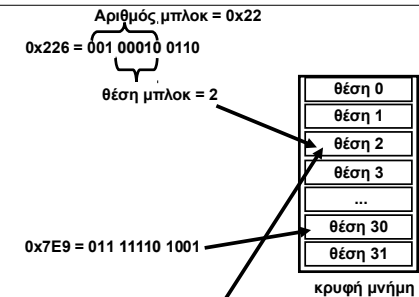 Αριθμός μπλοκ = 0x22
0x226 = 001 00010 0110
θέση μπλοκ = 2
θέση 0
θέση 1
θέση 2
θέση 3
...
θέση 30
θέση 31
0x7E9 = 011 11110 1001
κρυφή μνήμη